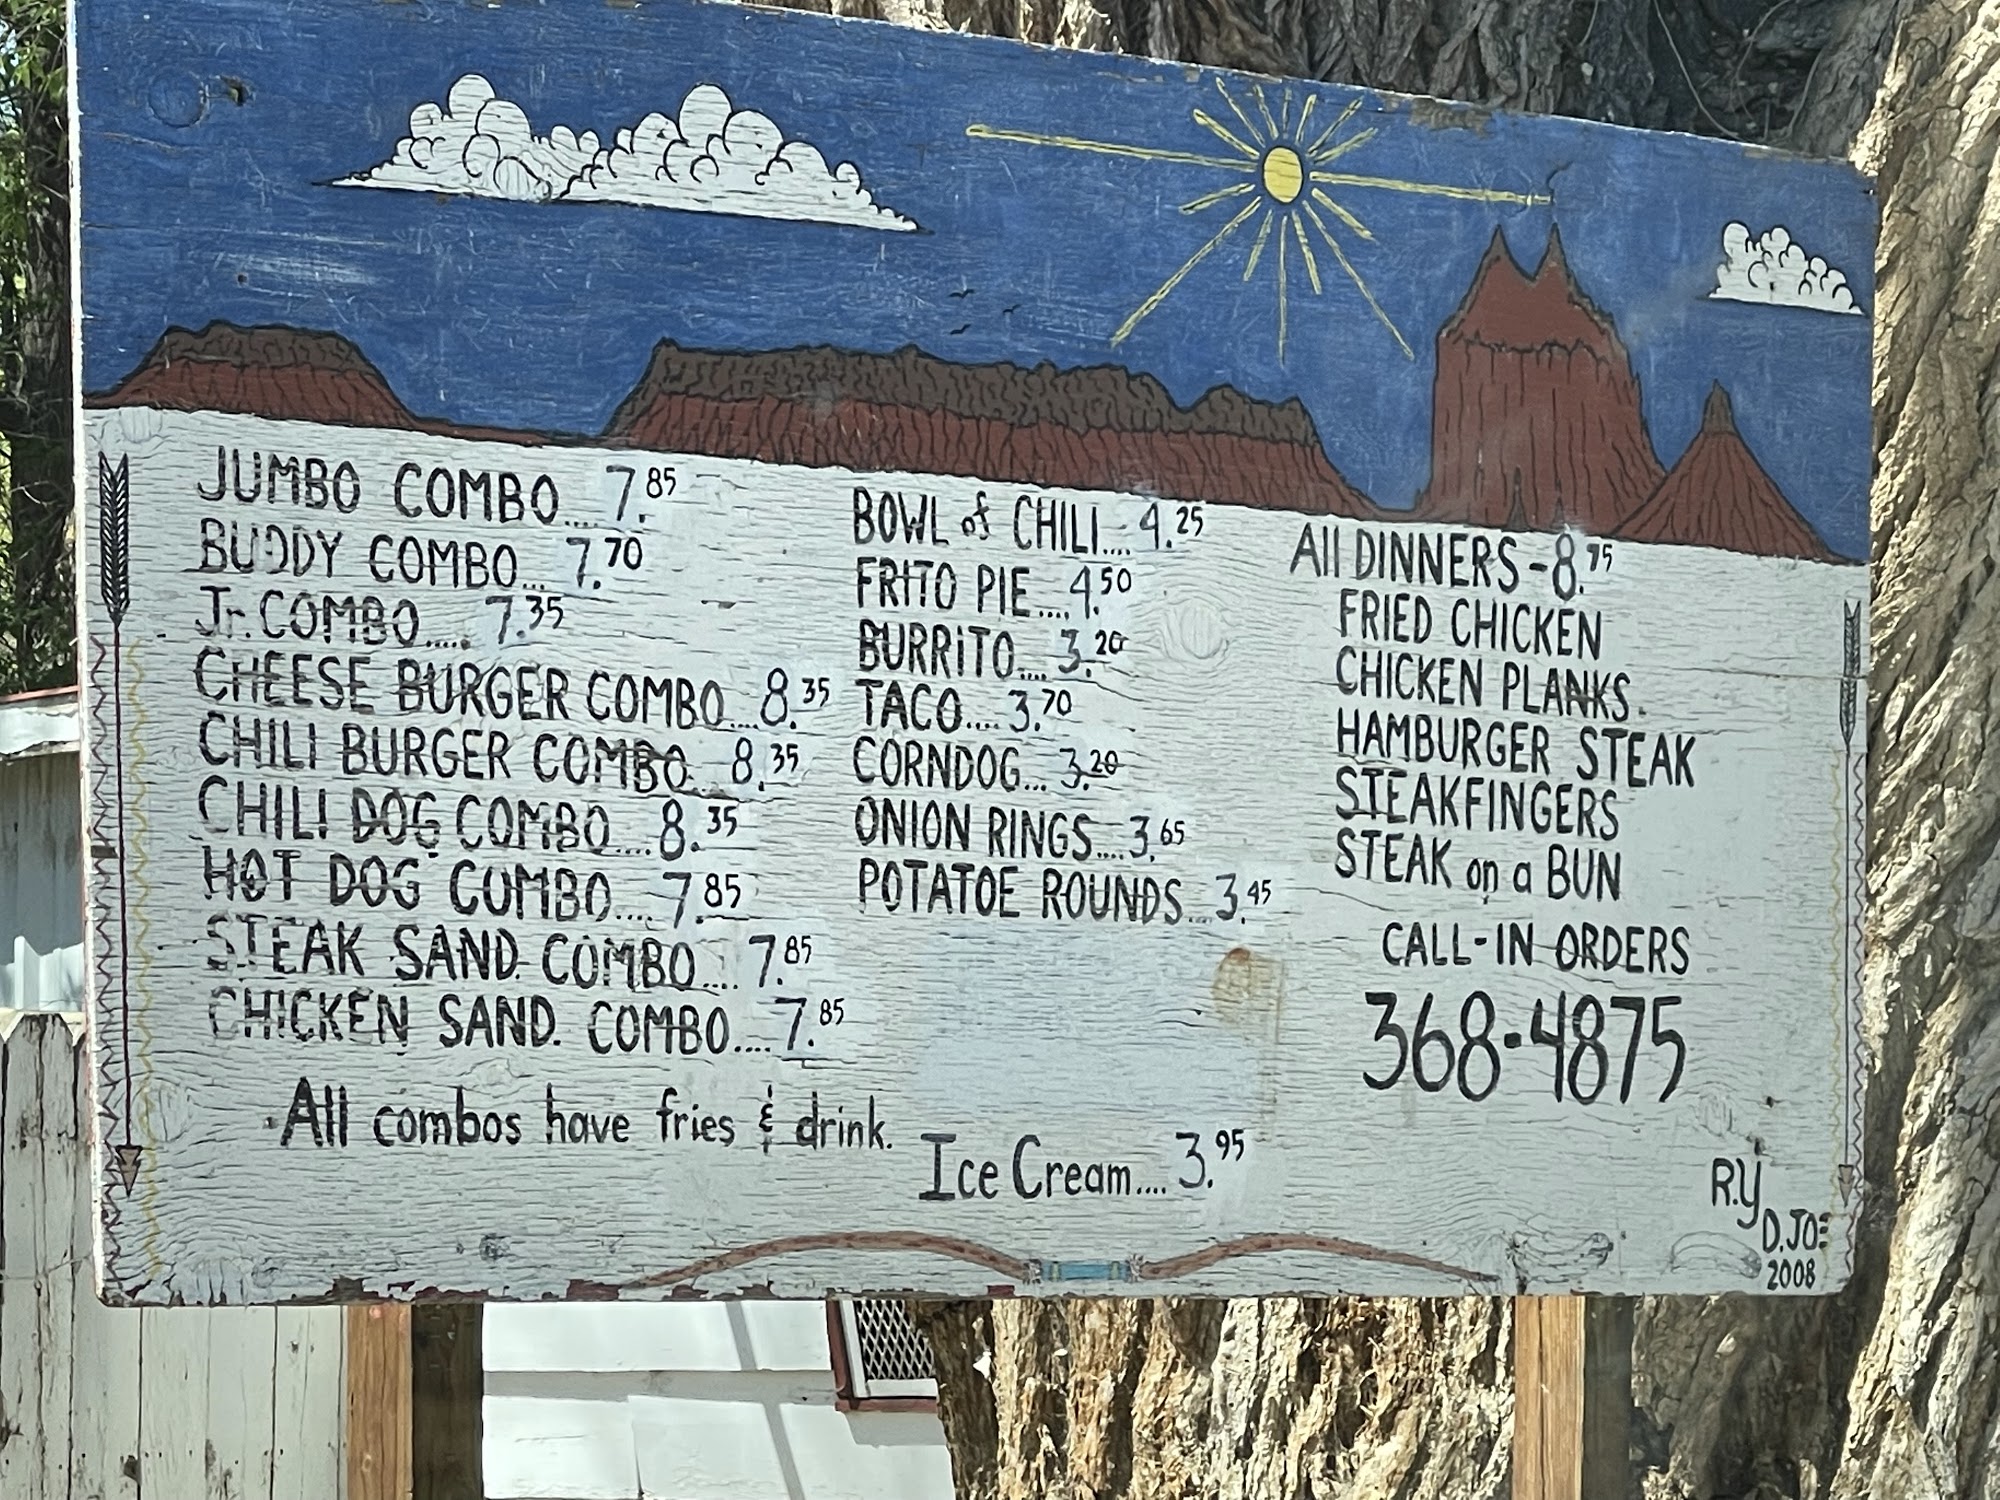 JUMBO COMBO.... 7.85
BUDDY COMBO... 7.70
Jr. COMBO..... 7.35
CHEESE BURGER COMBO....8.35
CHILI BURGER COMBO.. 8.35
CHILI DOG COMBO....8.35
HOT DOG COMBO....7.85
STEAK SAND. COMBO.... 7.85
CHICKEN SAND. COMBO.... 7.85
All combos have fries & drink.
BOWL of CHILI.... 4.25
FRITO PIE....4.50
BURRiTO.... 3.20
TACO.... 3.70
CORNDOG... 3.20
ONION RINGS....3.65
POTATOE ROUNDS...3.45
Ice Cream.... 3.95
All DINNERS - 8.75
FRIED CHICKEN
CHICKEN PLANKS.
HAMBURGER STEAK
STEAKFINGERS
STEAK on a BUN
CALL-IN ORDERS
368-4875
R.Y
D.JOE
2008